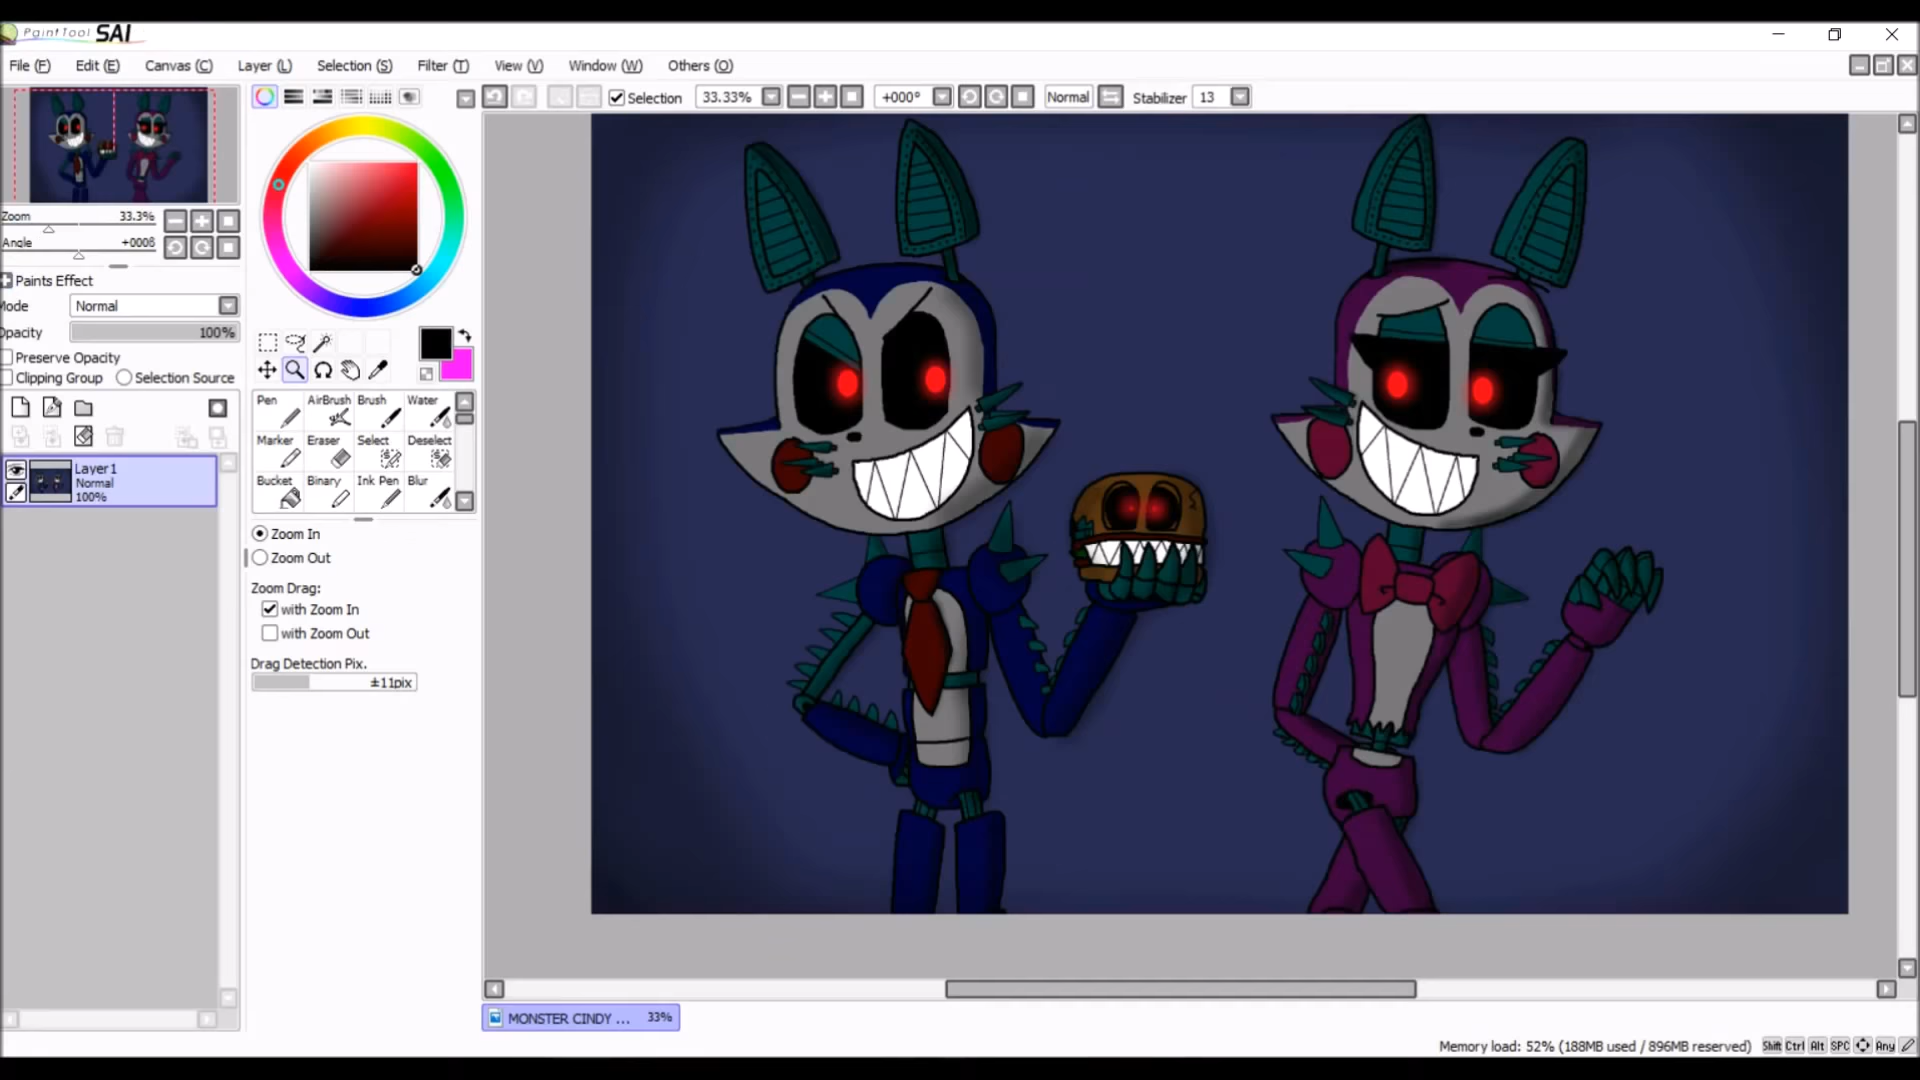 PaintTool SAI
File (F) Edit (E) Canvas (C) Layer (L) Selection (S) Filter (T) View (V) Window (W) Others (O)
Selection 33.33% +000° Normal Stabilizer 13
Zoom 33.3%
Angle
Paints Effect
Mode Normal
Opacity 100%
Preserve Opacity
Clipping Group Selection Source
Layer1
Normal
100%
Pen AirBrush Brush Water
Marker Eraser Select Deselect
Bucket Binary Ink Pen Blur
Zoom In
Zoom Out
Zoom Drag:
with Zoom In
with Zoom Out
Drag Detection Pix.
±11pix
MONSTER CINDY ... 33%
Memory load: 52% (188MB used / 896MB reserved) Shift Ctrl Alt SPC Any